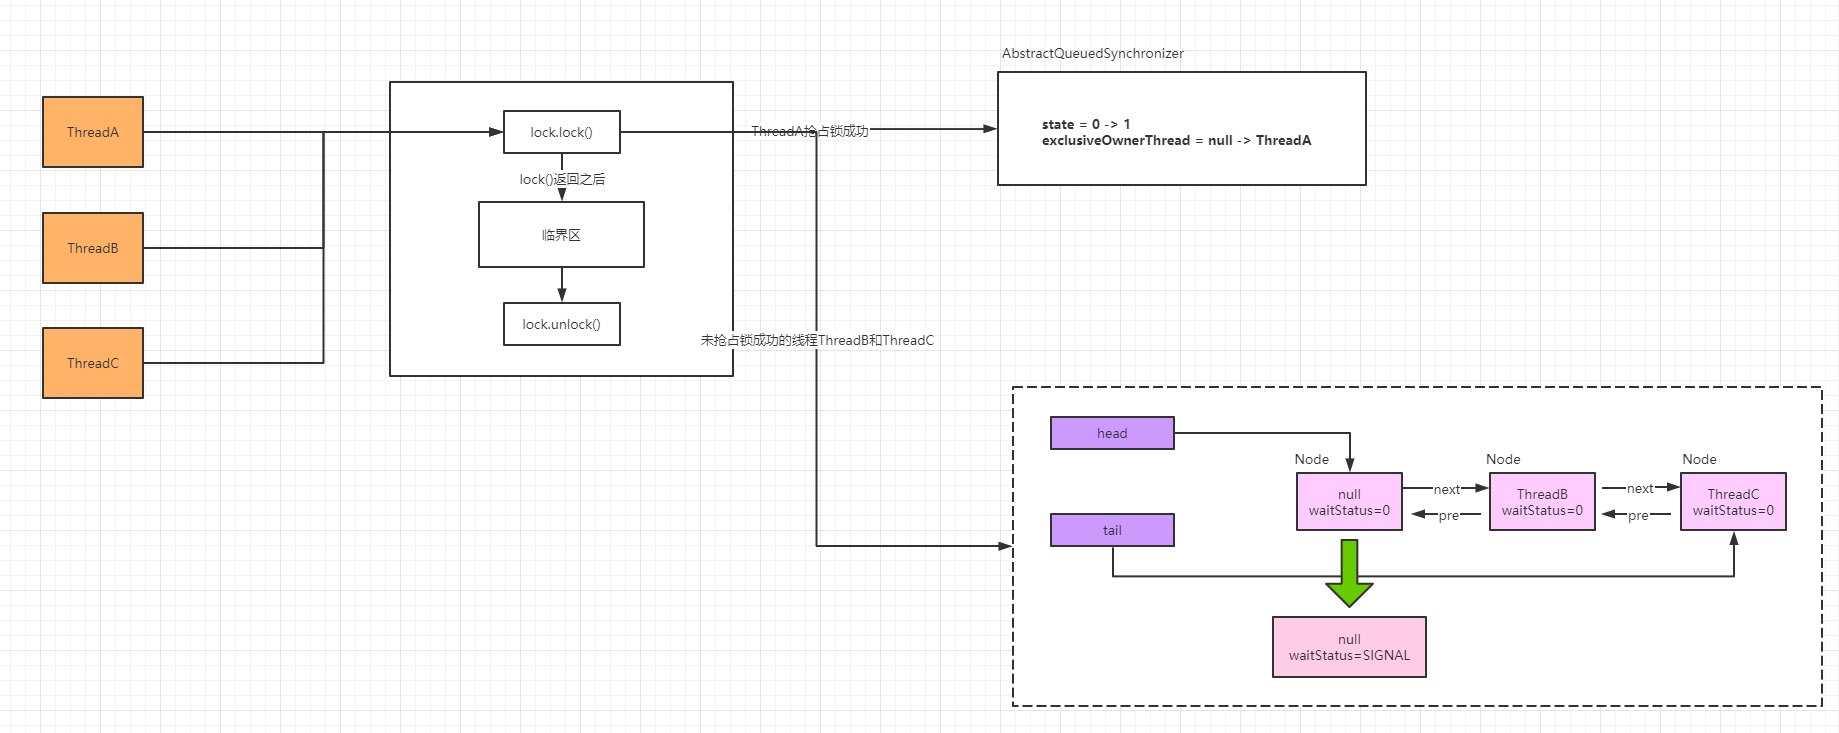 AbstractQueuedSynchronizer
ThreadA
lock.lock()
ThreadA抢占锁成功
state = 0 -> 1
exclusiveOwnerThread = null -> ThreadA
lock()返回之后
ThreadB
临界区
lock.unlock()
未抢占锁成功的线程ThreadB和ThreadC
ThreadC
head
Node
Node
Node
null
waitStatus=0
next
pre
ThreadB
waitStatus=0
next
pre
ThreadC
waitStatus=0
tail
null
waitStatus=SIGNAL